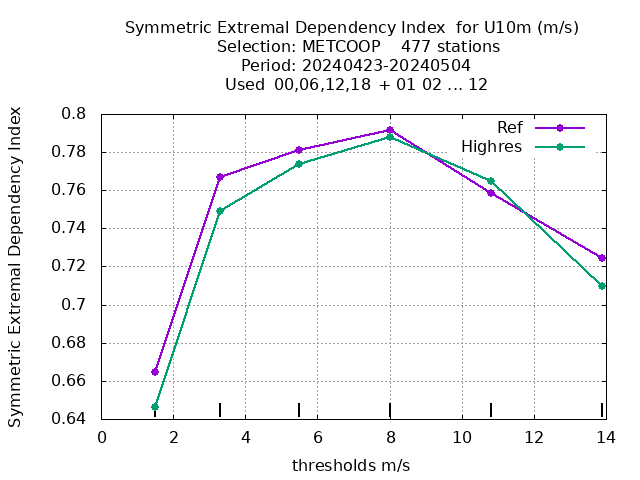 Symmetric Extremal Dependency Index  for U10m (m/s)
Selection: METCOOP    477 stations
Period: 20240423-20240504
Used  00,06,12,18 + 01 02 ... 12
Symmetric Extremal Dependency Index
0.8
0.78
0.76
0.74
0.72
0.7
0.68
0.66
0.64
Ref
Highres
0 2 4 6 8 10 12 14
thresholds m/s